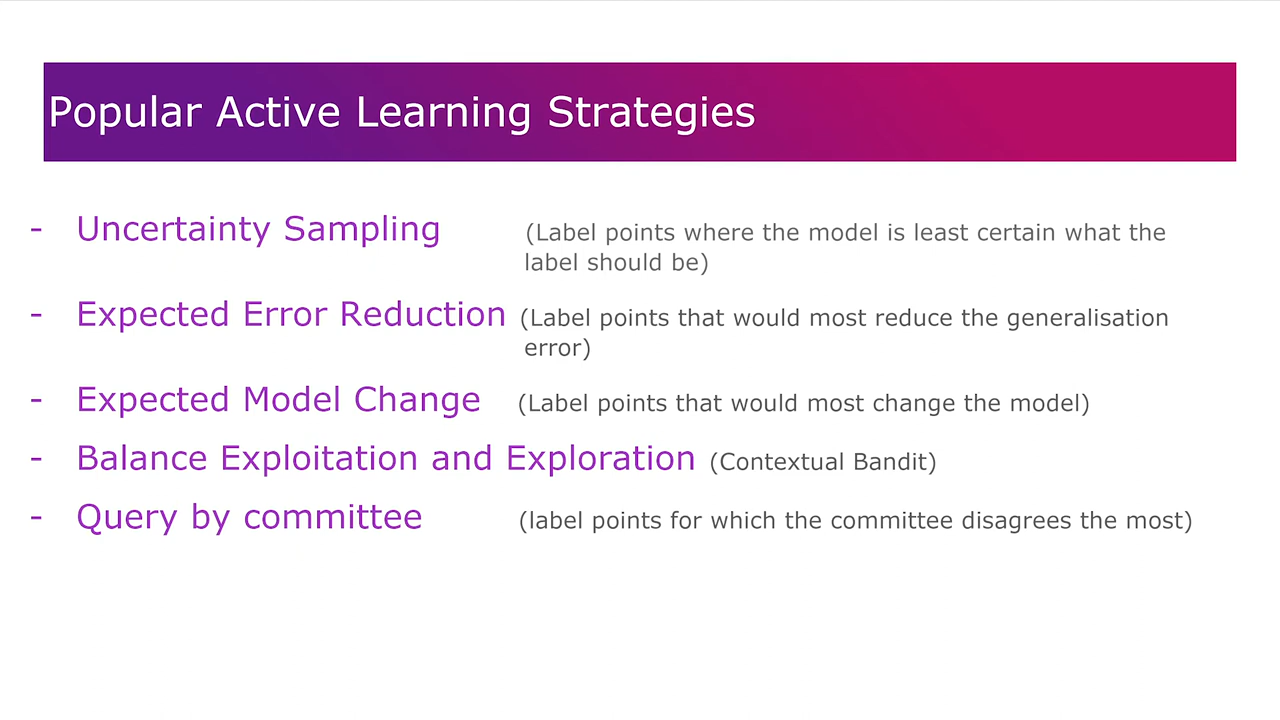 Popular Active Learning Strategies
- Uncertainty Sampling (Label points where the model is least certain what the
label should be)
- Expected Error Reduction (Label points that would most reduce the generalisation
error)
- Expected Model Change (Label points that would most change the model)
- Balance Exploitation and Exploration (Contextual Bandit)
- Query by committee (label points for which the committee disagrees the most)